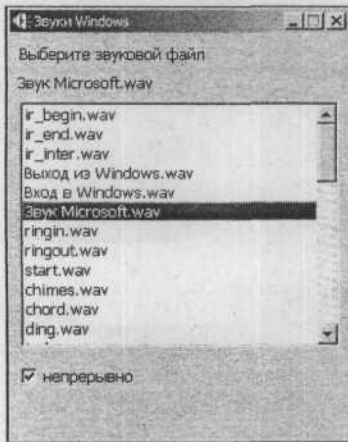 Звуки Windows
Выберите звуковой файл
Звук Microsoft.wav
ir_begin.wav
ir_end.wav
ir_inter.wav
Выход из Windows.wav
Вход в Windows.wav
Звук Microsoft.wav
ringin.wav
ringout.wav
start.wav
chimes.wav
chord.wav
ding.wav
непрерывно